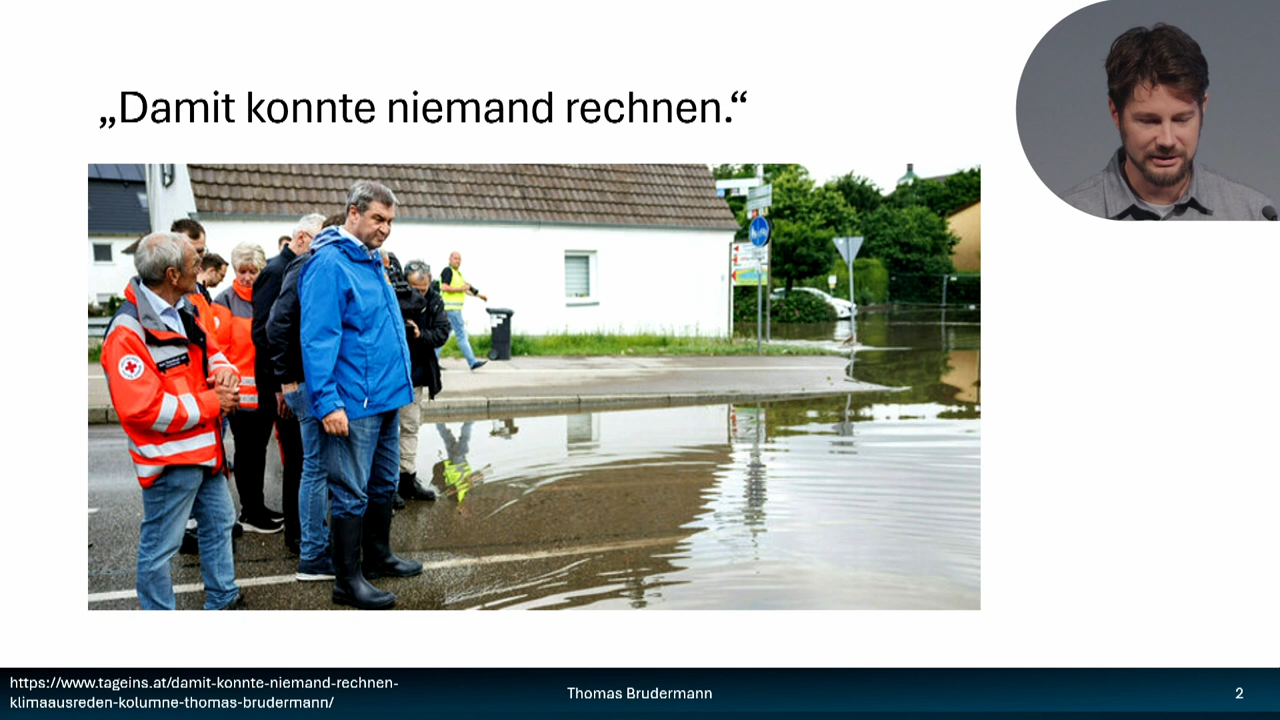 „Damit konnte niemand rechnen.“
https://www.tageins.at/damit-konnte-niemand-rechnen-
klimaausreden-kolumne-thomas-brudermann/
Thomas Brudermann
2